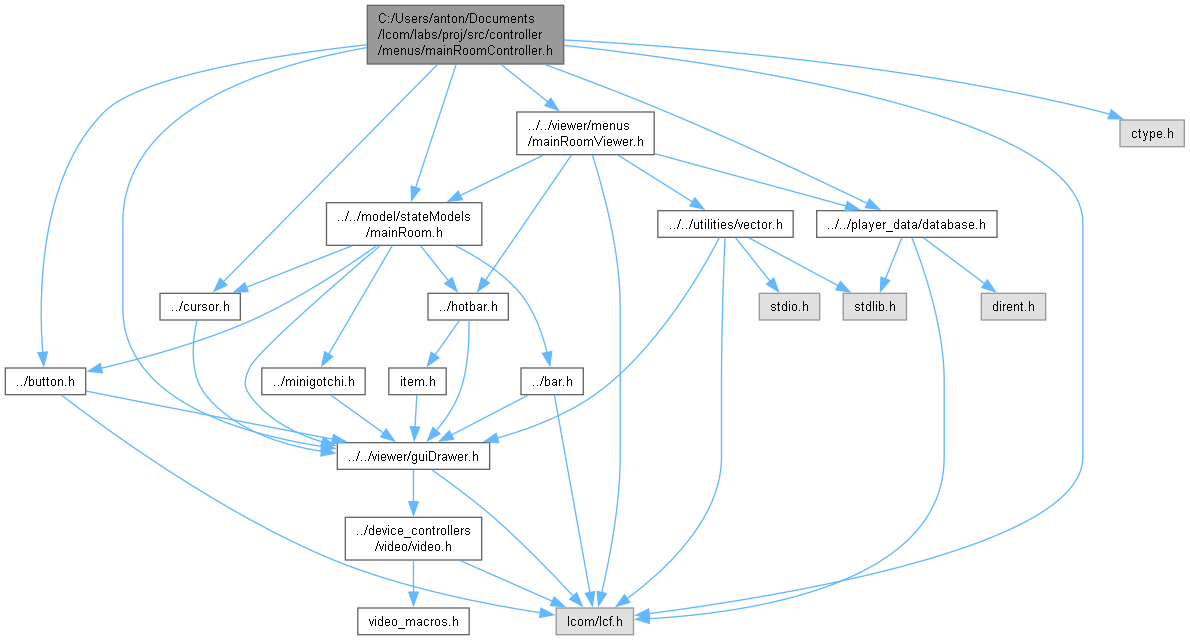 C:/Users/anton/Documents
/lcom/labs/proj/src/controller
/menus/mainRoomController.h
../../viewer/menus
/mainRoomViewer.h
ctype.h
../../model/stateModels
/mainRoom.h
../../utilities/vector.h
../../player_data/database.h
../cursor.h
../hotbar.h
stdio.h
stdlib.h
dirent.h
../button.h
../minigotchi.h
item.h
../bar.h
../../viewer/guiDrawer.h
../device_controllers
/video/video.h
video_macros.h
lcom/lcf.h